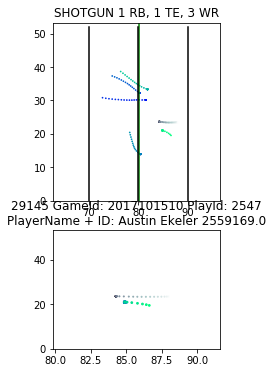 SHOTGUN 1 RB, 1 TE, 3 WR
50
40
30
20
10
0
70 80 90
29145 GameId: 2017101510 PlayId: 2547
PlayerName + ID: Austin Ekeler 2559169.0
40
20
0
80.0 82.5 85.0 87.5 90.0